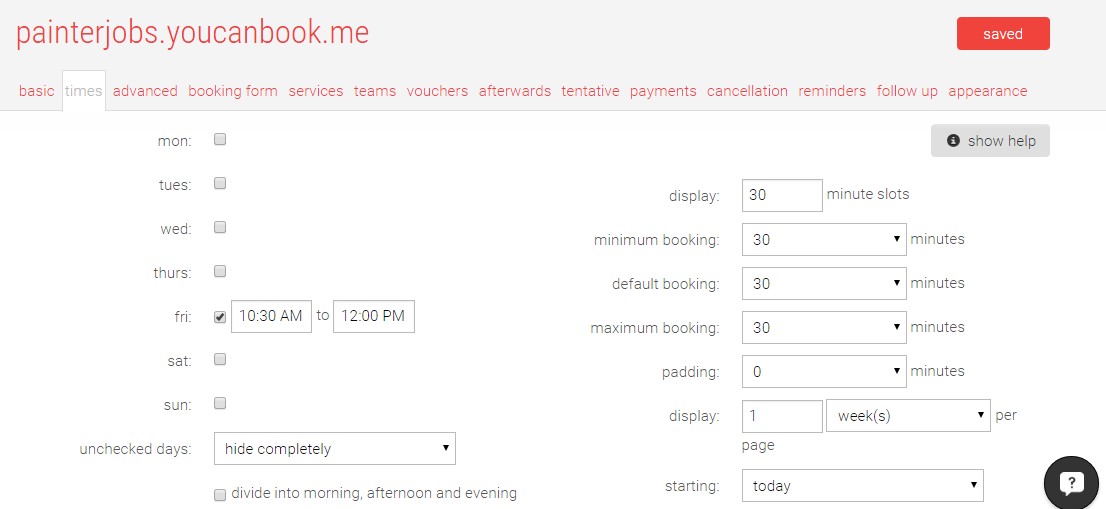 painterjobs.youcanbook.me
saved
basic times advanced booking form services teams vouchers afterwards tentative payments cancellation reminders follow up appearance
mon:
show help
tues:
display: 30 minute slots
wed:
minimum booking: 30 minutes
thurs:
default booking: 30 minutes
fri: 10:30 AM to 12:00 PM
maximum booking: 30 minutes
sat:
padding: 0 minutes
sun:
display: 1 week(s) per
page
unchecked days: hide completely
starting: today
divide into morning, afternoon and evening